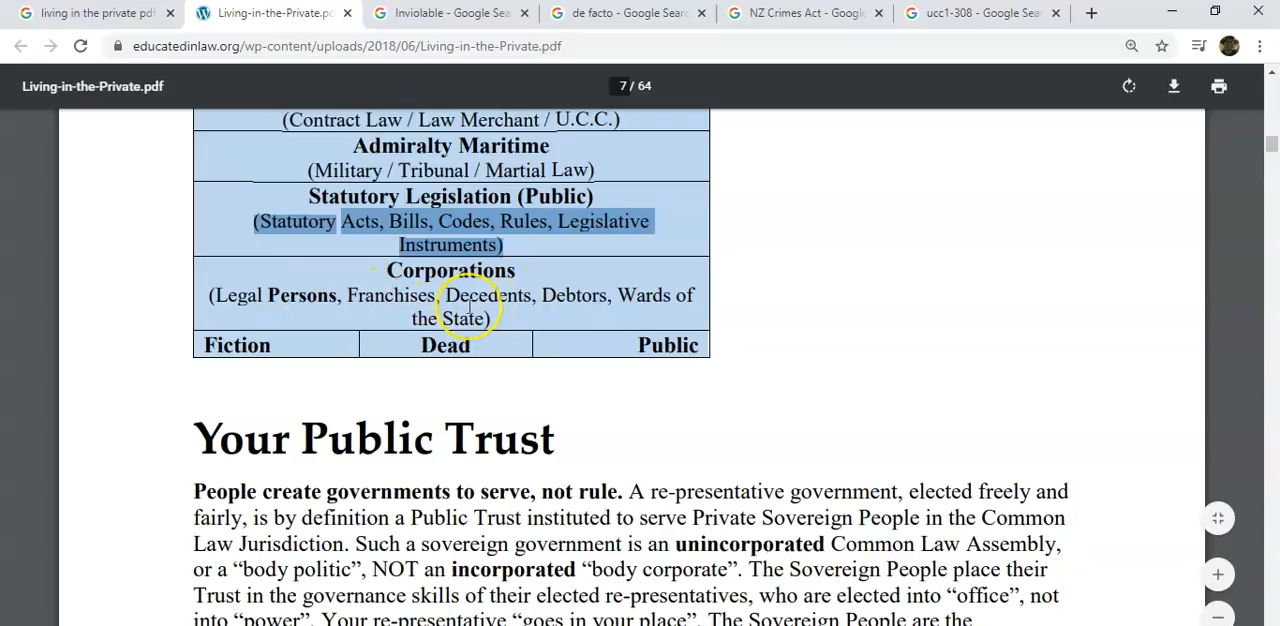 living in the private pdf
Living-in-the-Private.pd
Inviolable - Google Sea
de facto - Google Sear
NZ Crimes Act - Google
ucc1-308 - Google Sea
educatedinlaw.org/wp-content/uploads/2018/06/Living-in-the-Private.pdf
Living-in-the-Private.pdf
7 / 64
(Contract Law / Law Merchant / U.C.C.)
Admiralty Maritime
(Military / Tribunal / Martial Law)
Statutory Legislation (Public)
(Statutory Acts, Bills, Codes, Rules, Legislative
Instruments)
Corporations
(Legal Persons, Franchises, Decedents, Debtors, Wards of
the State)
Fiction Dead Public
Your Public Trust
People create governments to serve, not rule. A re-presentative government, elected freely and
fairly, is by definition a Public Trust instituted to serve Private Sovereign People in the Common
Law Jurisdiction. Such a sovereign government is an unincorporated Common Law Assembly,
or a “body politic”, NOT an incorporated “body corporate”. The Sovereign People place their
Trust in the governance skills of their elected re-presentatives, who are elected into “office”, not
into “power”. Your re-presentative “goes in your place”. The Sovereign People are the